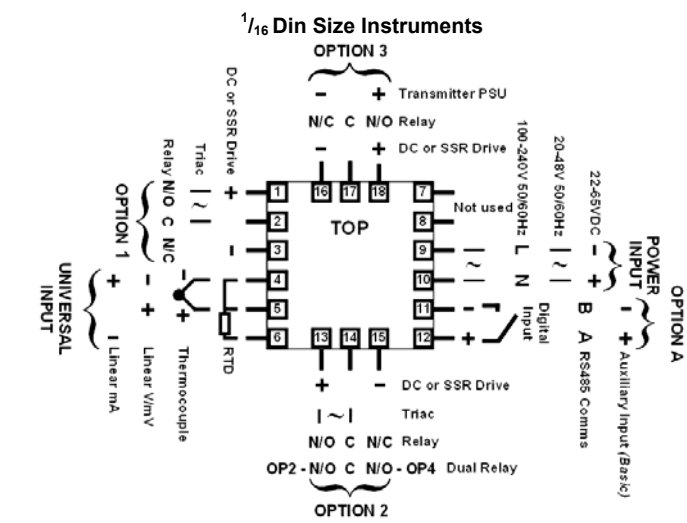 1/16 Din Size Instruments
OPTION 3
- + Transmitter PSU
N/C C N/O Relay
- + DC or SSR Drive
16 17 18
TOP
1
2
3
4
5
6
7
8
9
10
11
12
13 14 15
Not used
DC or SSR Drive + -
Triac | ~ |
Relay N/O C N/C
OPTION 1
UNIVERSAL
INPUT
+ - Linear mA
- + Linear V/mV
- + Thermocouple
RTD
100-240V 50/60Hz L ~ N
20-48V 50/60Hz | ~ |
22-65VDC - +
POWER
INPUT
OPTION A
- + Digital
Input
B A RS485 Comms
- + Auxiliary Input (Basic)
+ - DC or SSR Drive
| ~ | Triac
N/O C N/C Relay
OP2 - N/O C N/O - OP4 Dual Relay
OPTION 2